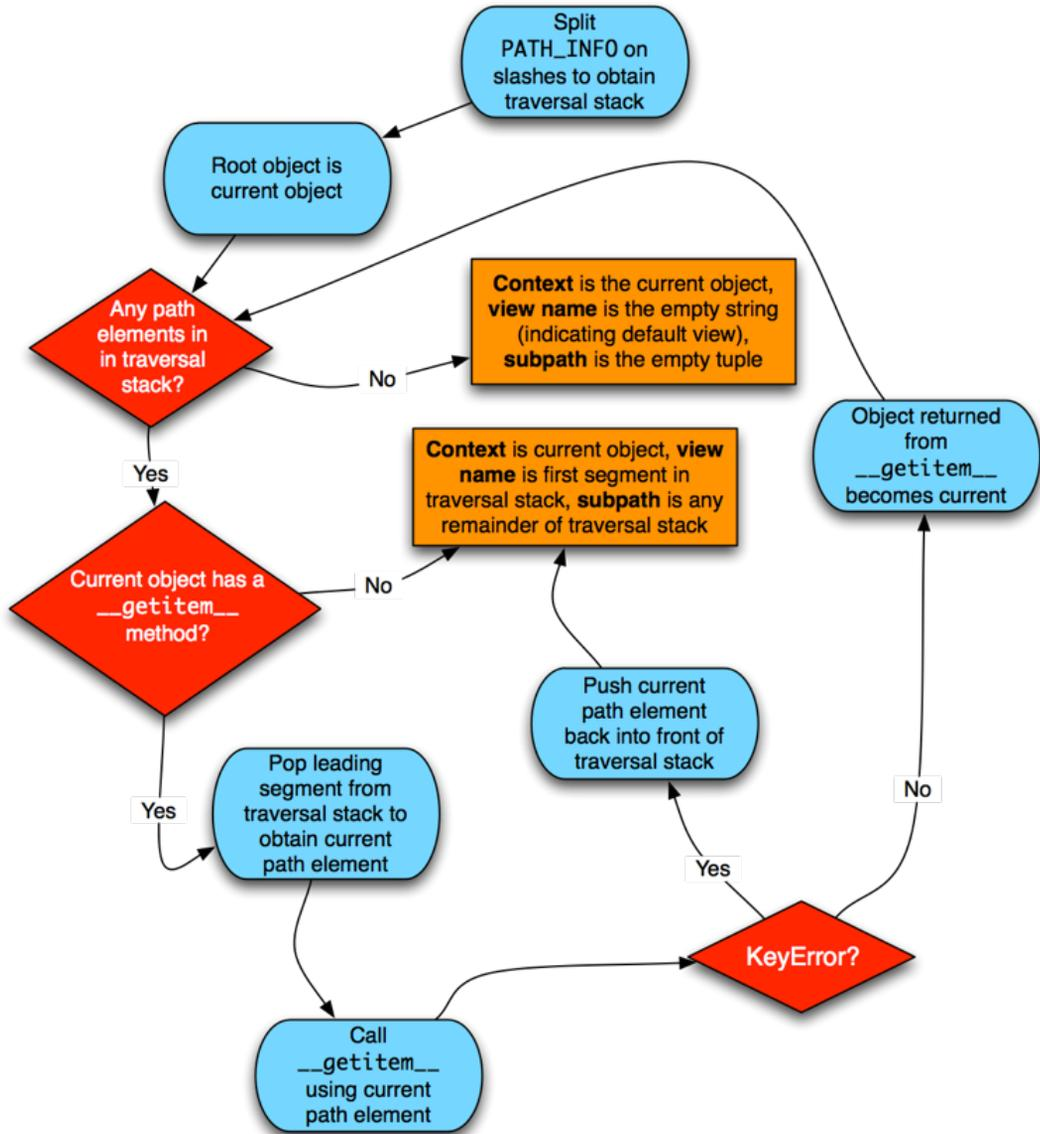 Split
PATH_INFO on
slashes to obtain
traversal stack
Root object is
current object
Any path
elements in
in traversal
stack?
Context is the current object,
view name is the empty string
(indicating default view),
subpath is the empty tuple
No
Object returned
from
__getitem__
becomes current
Context is current object, view
name is first segment in
traversal stack, subpath is any
remainder of traversal stack
Yes
Current object has a
__getitem__
method?
No
Push current
path element
back into front of
traversal stack
Pop leading
segment from
traversal stack to
obtain current
path element
Yes
No
Yes
KeyError?
Call
__getitem__
using current
path element